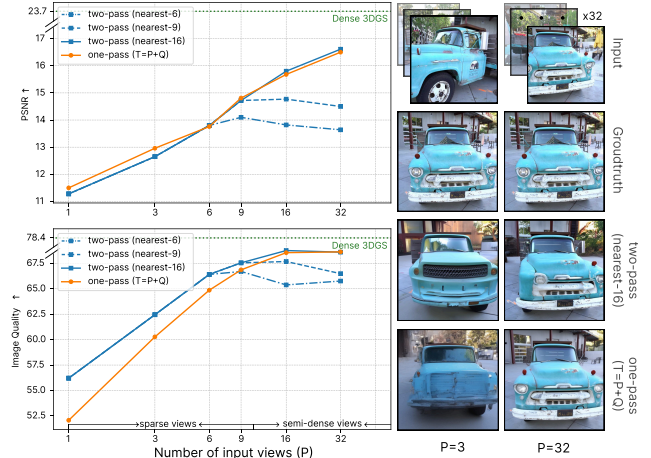 23.7
Dense 3DGS
two-pass (nearest-6)
two-pass (nearest-9)
two-pass (nearest-16)
one-pass (T=P+Q)
17
16
15
14
13
12
11
PSNR ↑
1
3
6
9
16
32
78.4
Dense 3DGS
two-pass (nearest-6)
two-pass (nearest-9)
two-pass (nearest-16)
one-pass (T=P+Q)
67.5
65.0
62.5
60.0
57.5
55.0
52.5
Image Quality ↑
sparse views
semi-dense views
1
3
6
9
16
32
Number of input views (P)
x32
Input
Groudtruth
two-pass
(nearest-16)
one-pass
(T=P+Q)
P=3
P=32